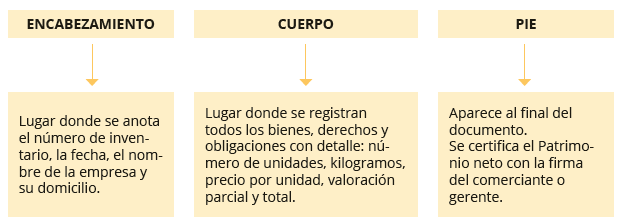 ENCABEZAMIENTO
Lugar donde se anota
el número de inven-
tario, la fecha, el nom-
bre de la empresa y
su domicilio.
CUERPO
Lugar donde se registran
todos los bienes, derechos y
obligaciones con detalle: nú-
mero de unidades, kilogramos,
precio por unidad, valoración
parcial y total.
PIE
Aparece al final del
documento.
Se certifica el Patrimo-
nio neto con la firma
del comerciante o
gerente.